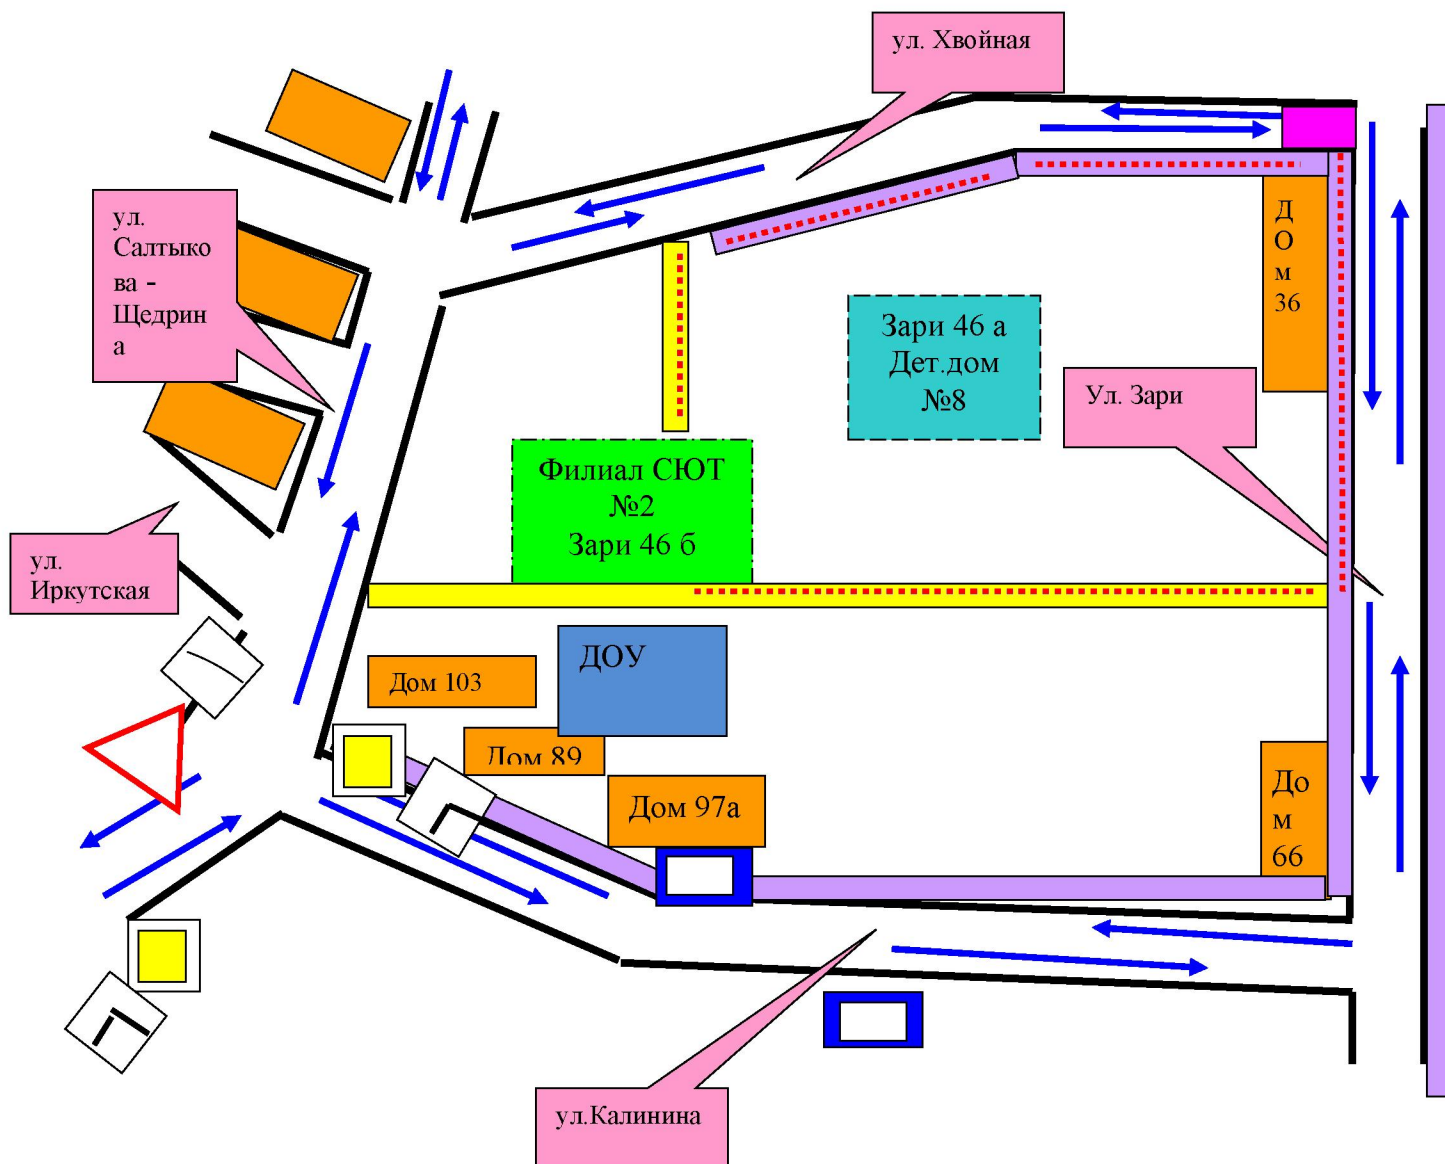 ул. Хвойная
ул.
Салтыко
ва -
Щедрин
а
Д
О
м
36
Зари 46 а
Дет.дом
№8
Ул. Зари
Филиал СЮТ
№2
Зари 46 б
ул.
Иркутская
ДОУ
Дом 103
Дом 89
Дом 97а
До
м
66
ул.Калинина